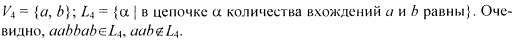 V₄ = {a, b}; L₄ = {α | в цепочке α количества вхождений a и b равны}. Оче-
видно, aabbab∈L₄, aab∉L₄.